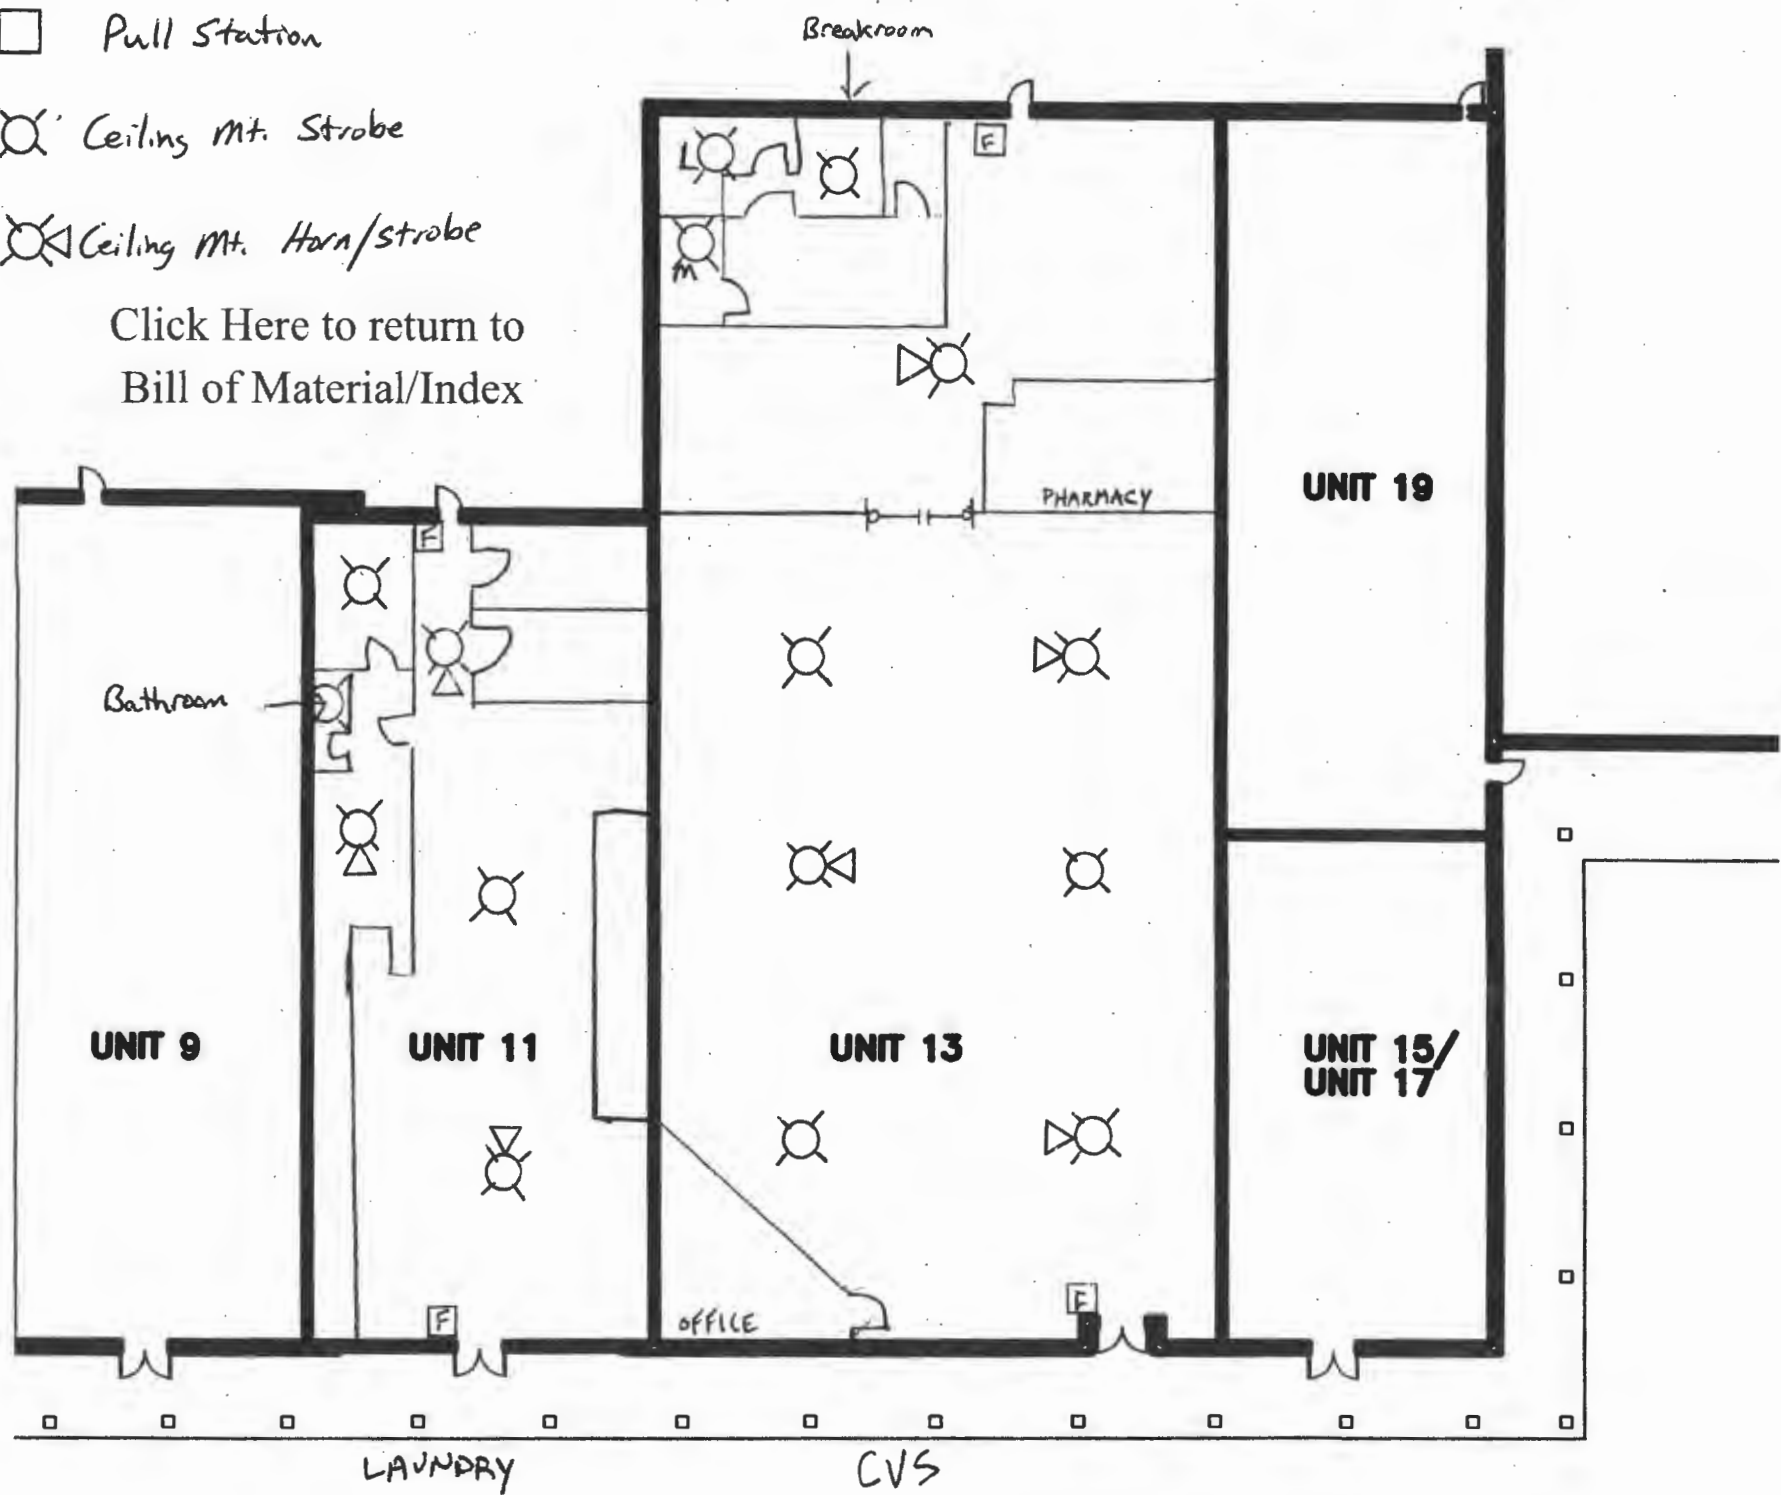 Pull Station
Breakroom
Ceiling Mt. Strobe
F
L
Ceiling Mt. Horn/strobe
M
Click Here to return to
Bill of Material/Index
UNIT 19
PHARMACY
F
Bathroom
UNIT 9
UNIT 11
UNIT 13
UNIT 15/
UNIT 17
F
F
OFFICE
LAUNDRY
CVS